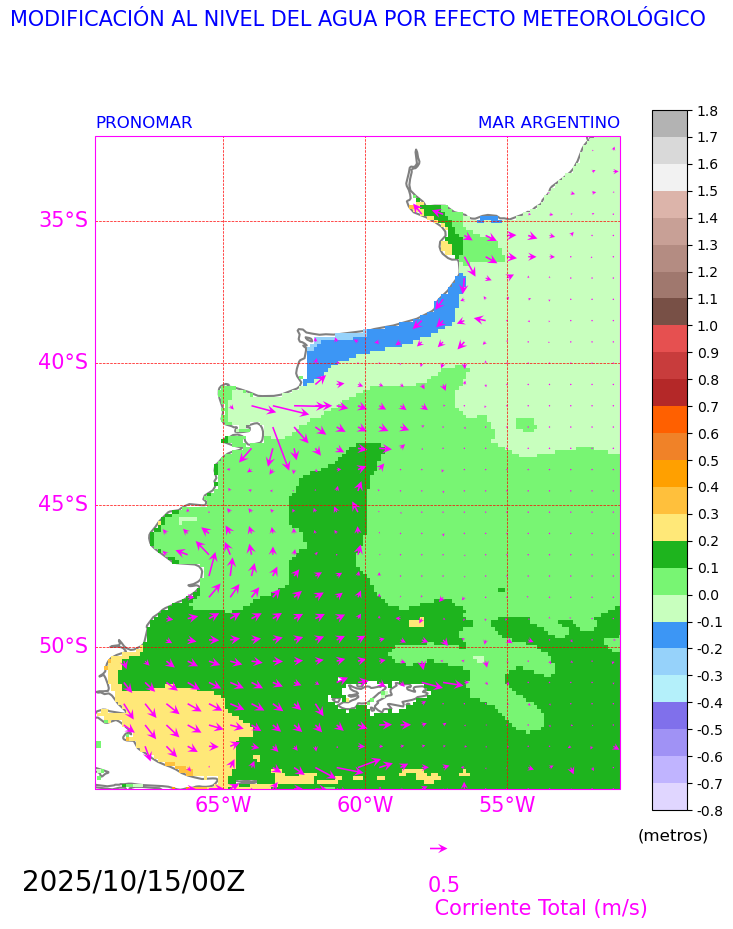 MODIFICACIÓN AL NIVEL DEL AGUA POR EFECTO METEOROLÓGICO
PRONOMAR
MAR ARGENTINO
35°S
40°S
45°S
50°S
65°W
60°W
55°W
1.8
1.7
1.6
1.5
1.4
1.3
1.2
1.1
1.0
0.9
0.8
0.7
0.6
0.5
0.4
0.3
0.2
0.1
0.0
-0.1
-0.2
-0.3
-0.4
-0.5
-0.6
-0.7
-0.8
(metros)
2025/10/15/00Z
0.5
Corriente Total (m/s)